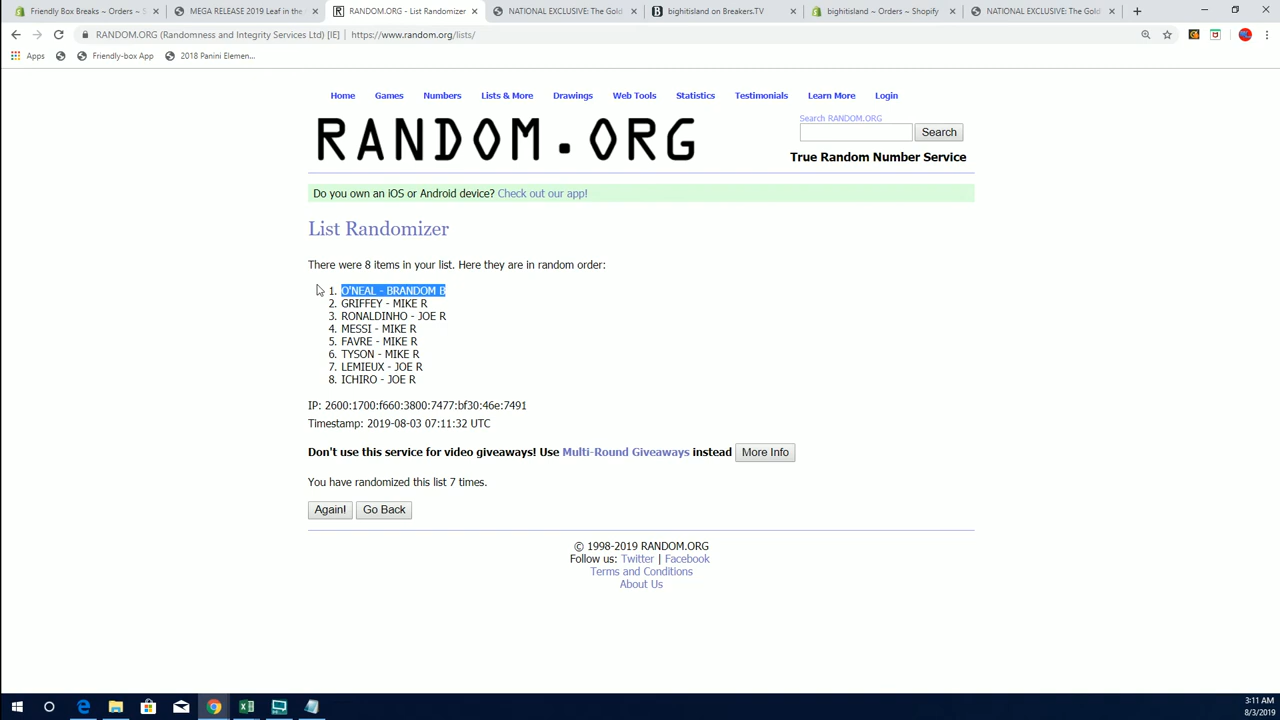 Friendly Box Breaks ~ Orders ~ S
MEGA RELEASE 2019 Leaf in the
RANDOM.ORG - List Randomizer
NATIONAL EXCLUSIVE: The Gold
bighitisland on Breakers.TV
bighitisland ~ Orders ~ Shopify
NATIONAL EXCLUSIVE: The Gold
RANDOM.ORG (Randomness and Integrity Services Ltd) [IE] | https://www.random.org/lists/
Apps Friendly-box App 2018 Panini Elemen...
Home Games Numbers Lists & More Drawings Web Tools Statistics Testimonials Learn More Login
RANDOM.ORG
Search RANDOM.ORG
Search
True Random Number Service
Do you own an iOS or Android device? Check out our app!
List Randomizer
There were 8 items in your list. Here they are in random order:
1. O'NEAL - BRANDOM B
2. GRIFFEY - MIKE R
3. RONALDINHO - JOE R
4. MESSI - MIKE R
5. FAVRE - MIKE R
6. TYSON - MIKE R
7. LEMIEUX - JOE R
8. ICHIRO - JOE R
IP: 2600:1700:f660:3800:7477:bf30:46e:7491
Timestamp: 2019-08-03 07:11:32 UTC
Don't use this service for video giveaways! Use Multi-Round Giveaways instead More Info
You have randomized this list 7 times.
Again! Go Back
© 1998-2019 RANDOM.ORG
Follow us: Twitter | Facebook
Terms and Conditions
About Us
3:11 AM
8/3/2019